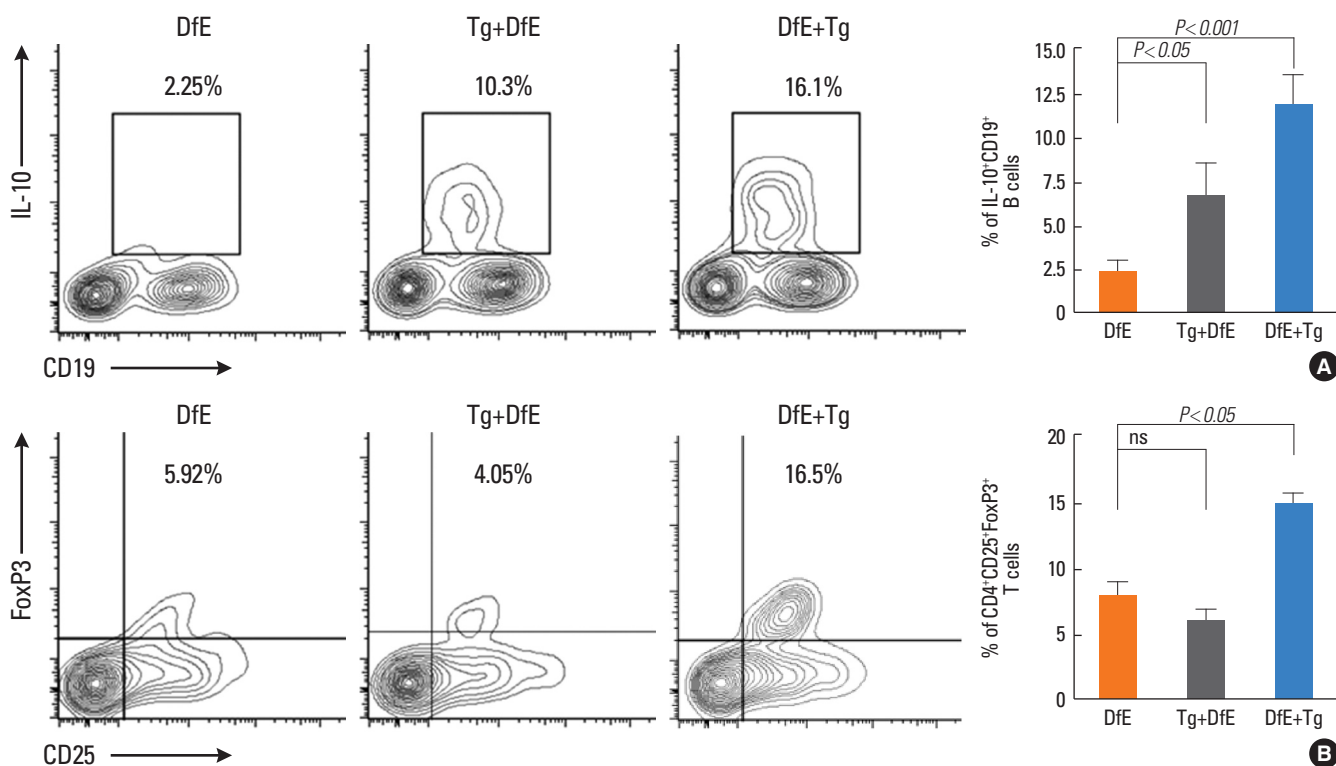 DfE
Tg+DfE
DfE+Tg
2.25%
10.3%
16.1%
IL-10
CD19
P< 0.001
P< 0.05
% of IL-10⁺CD19⁺
B cells
15.0
12.5
10.0
7.5
5.0
2.5
0
DfE
Tg+DfE
DfE+Tg
A
DfE
Tg+DfE
DfE+Tg
5.92%
4.05%
16.5%
FoxP3
CD25
P< 0.05
ns
% of CD4⁺CD25⁺FoxP3⁺
T cells
20
15
10
5
0
DfE
Tg+DfE
DfE+Tg
B